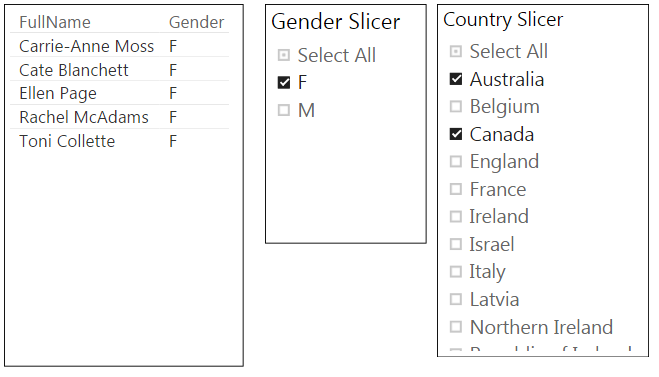 FullName Gender
Carrie-Anne Moss F
Cate Blanchett F
Ellen Page F
Rachel McAdams F
Toni Collette F
Gender Slicer
Select All
F
M
Country Slicer
Select All
Australia
Belgium
Canada
England
France
Ireland
Israel
Italy
Latvia
Northern Ireland